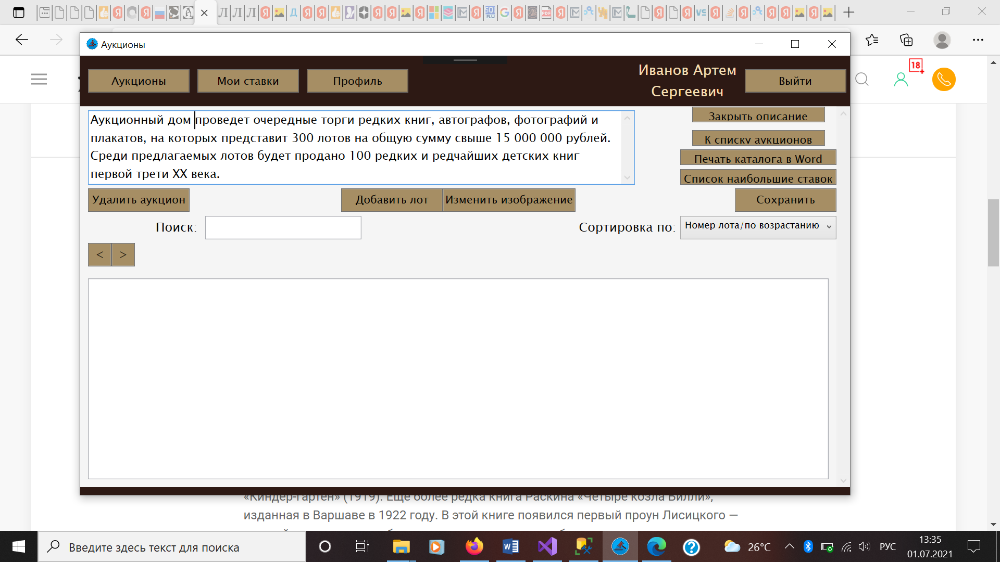 Аукционы
Аукционы
Мои ставки
Профиль
Иванов Артем
Сергеевич
Выйти
18
Аукционный дом проведет очередные торги редких книг, автографов, фотографий и
плакатов, на которых представит 300 лотов на общую сумму свыше 15 000 000 рублей.
Среди предлагаемых лотов будет продано 100 редких и редчайших детских книг
первой трети XX века.
Закрыть описание
К списку аукционов
Печать каталога в Word
Список наибольшие ставок
Удалить аукцион
Добавить лот
Изменить изображение
Сохранить
Поиск:
Сортировка по:
Номер лота/по возрастанию
<
>
«Киндер-гартен» (1919). Еще более редка книга Раскина «Четыре козла Билли»,
изданная в Варшаве в 1922 году. В этой книге появился первый проун Лисицкого —
Введите здесь текст для поиска
26°C
РУС
13:35
01.07.2021